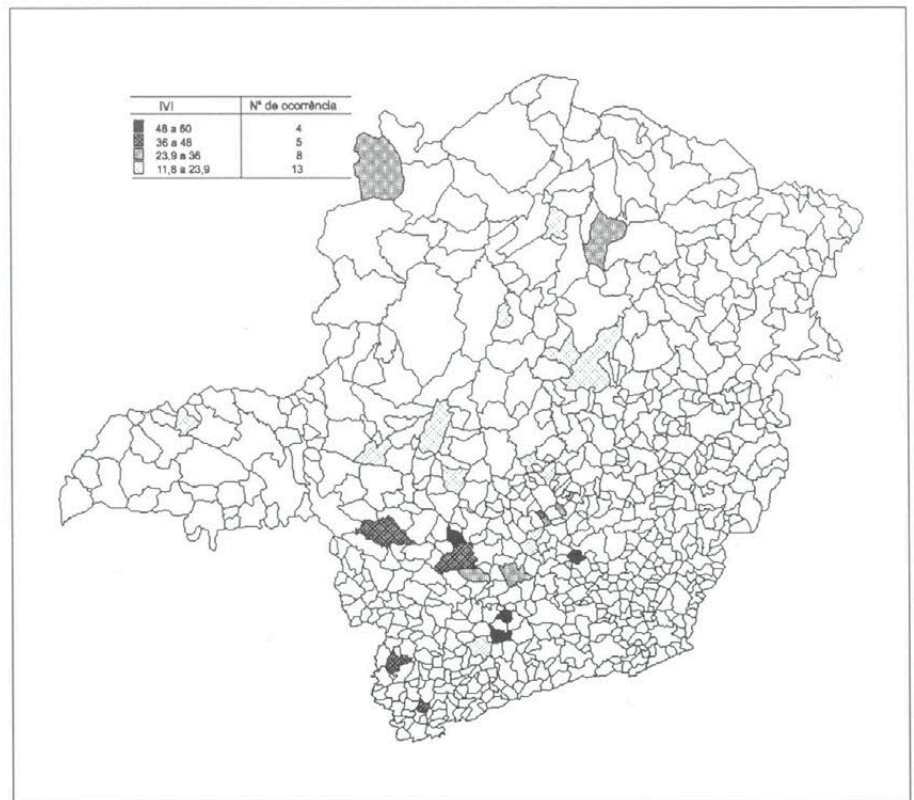 IVI Nº de ocorrência
48 a 60 4
36 a 48 5
23,9 a 36 8
11,8 a 23,9 13